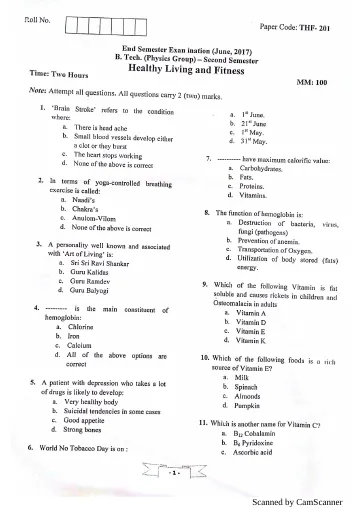 Roll No.
Paper Code: THF- 201
End Semester Exam ination (June, 2017)
B. Tech. (Physics Group) – Second Semester
Healthy Living and Fitness
Time: Two Hours
MM: 100
Note: Attempt all questions. All questions carry 2 (two) marks.
1. 'Brain Stroke' refers to the condition
where:
a. There is head ache
b. Small blood vessels develop either
a clot or they burst
c. The heart stops working
d. None of the above is correct
2. In terms of yoga-controlled breathing
exercise is called:
a. Naadi's
b. Chakra's
c. Anulom-Vilom
d. None of the above is correct
3. A personality well known and associated
with 'Art of Living' is:
a. Sri Sri Ravi Shankar
b. Guru Kalidas
c. Guru Ramdev
d. Guru Balyogi
4. --------- is the main constituent of
hemoglobin:
a. Chlorine
b. Iron
c. Calcium
d. All of the above options are
correct
5. A patient with depression who takes a lot
of drugs is likely to develop:
a. Very healthy body
b. Suicidal tendencies in some cases
c. Good appetite
d. Strong bones
6. World No Tobacco Day is on :
a. 1st June.
b. 21st June
c. 1st May.
d. 31st May.
7. ---------- have maximum calorific value:
a. Carbohydrates.
b. Fats.
c. Proteins.
d. Vitamins.
8. The function of hemoglobin is:
a. Destruction of bacteria, virus,
fungi (pathogens)
b. Prevention of anemia.
c. Transportation of Oxygen.
d. Utilization of body stored (fats)
energy.
9. Which of the following Vitamin is fat
soluble and causes rickets in children and
Osteomalacia in adults
a. Vitamin A
b. Vitamin D
c. Vitamin E
d. Vitamin K
10. Which of the following foods is a rich
source of Vitamin E?
a. Milk
b. Spinach
c. Almonds
d. Pumpkin
11. Which is another name for Vitamin C?
a. B12 Cobalamin
b. B6 Pyridoxine
c. Ascorbic acid
- 1 -
Scanned by CamScanner